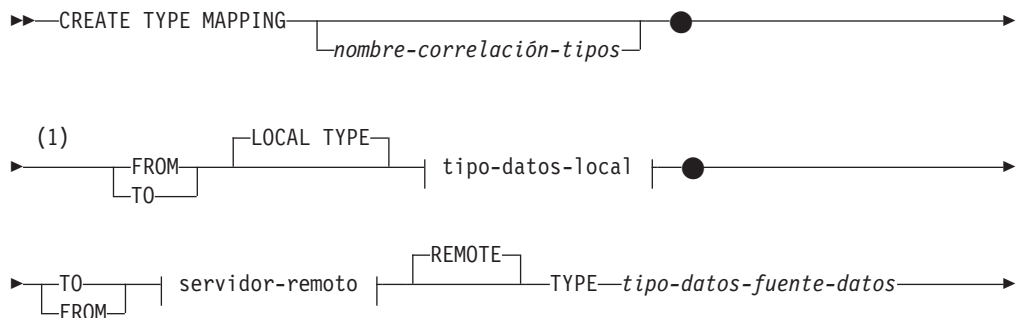 CREATE TYPE MAPPING
nombre-correlación-tipos
(1)
LOCAL TYPE
FROM
tipo-datos-local
TO
REMOTE
TO
servidor-remoto
TYPE
tipo-datos-fuente-datos
FROM